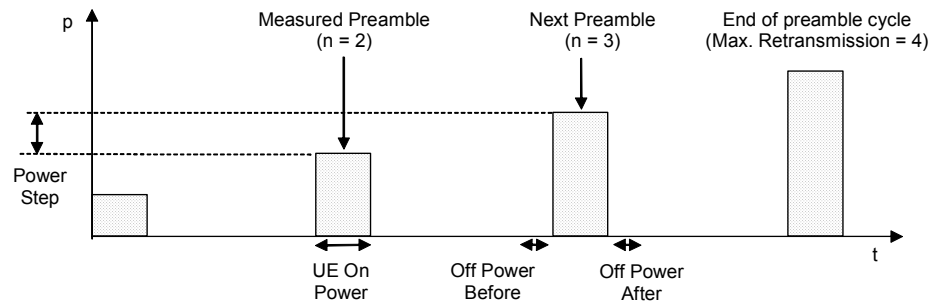 p
Measured Preamble
(n = 2)
Next Preamble
(n = 3)
End of preamble cycle
(Max. Retransmission = 4)
Power
Step
t
UE On
Power
Off Power
Before
Off Power
After